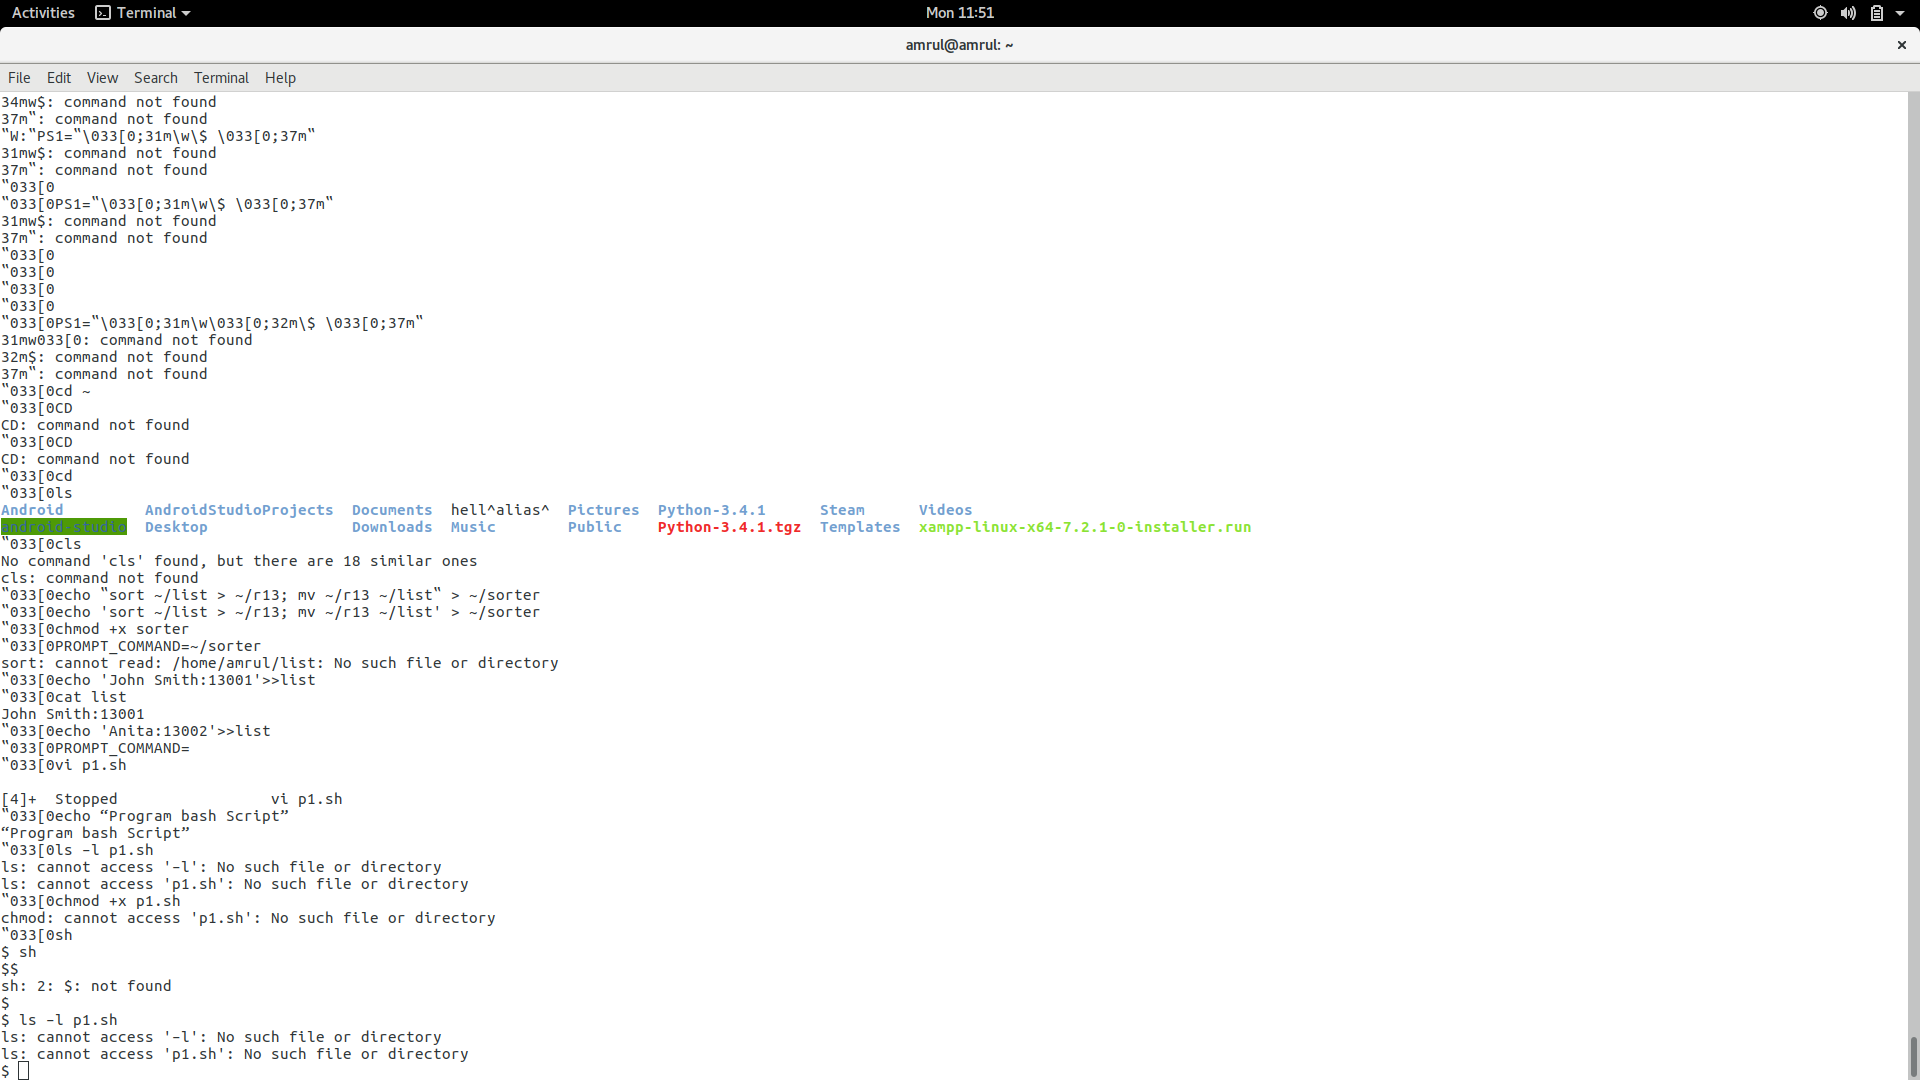 Activities Terminal Mon 11:51
amrul@amrul: ~
File Edit View Search Terminal Help
34mw$: command not found
37m‟: command not found
‟W:‟PS1=‟\033[0;31m\w\$ \033[0;37m‟
31mw$: command not found
37m‟: command not found
‟033[0
‟033[0PS1=‟\033[0;31m\w\$ \033[0;37m‟
31mw$: command not found
37m‟: command not found
‟033[0
‟033[0
‟033[0
‟033[0
‟033[0PS1=‟\033[0;31m\w\033[0;32m\$ \033[0;37m‟
31mw033[0: command not found
32m$: command not found
37m‟: command not found
‟033[0cd ~
‟033[0CD
CD: command not found
‟033[0CD
CD: command not found
‟033[0cd
‟033[0ls
Android AndroidStudioProjects Documents hell^alias^ Pictures Python-3.4.1 Steam Videos
android-studio Desktop Downloads Music Public Python-3.4.1.tgz Templates xampp-linux-x64-7.2.1-0-installer.run
‟033[0cls
No command 'cls' found, but there are 18 similar ones
cls: command not found
‟033[0echo ‟sort ~/list > ~/r13; mv ~/r13 ~/list‟ > ~/sorter
‟033[0echo 'sort ~/list > ~/r13; mv ~/r13 ~/list' > ~/sorter
‟033[0chmod +x sorter
‟033[0PROMPT_COMMAND=~/sorter
sort: cannot read: /home/amrul/list: No such file or directory
‟033[0echo 'John Smith:13001'>>list
‟033[0cat list
John Smith:13001
‟033[0echo 'Anita:13002'>>list
‟033[0PROMPT_COMMAND=
‟033[0vi p1.sh
[4]+ Stopped vi p1.sh
‟033[0echo “Program bash Script”
“Program bash Script”
‟033[0ls –l p1.sh
ls: cannot access '–l': No such file or directory
ls: cannot access 'p1.sh': No such file or directory
‟033[0chmod +x p1.sh
chmod: cannot access 'p1.sh': No such file or directory
‟033[0sh
$ sh
$$
sh: 2: $: not found
$
$ ls –l p1.sh
ls: cannot access '–l': No such file or directory
ls: cannot access 'p1.sh': No such file or directory
$